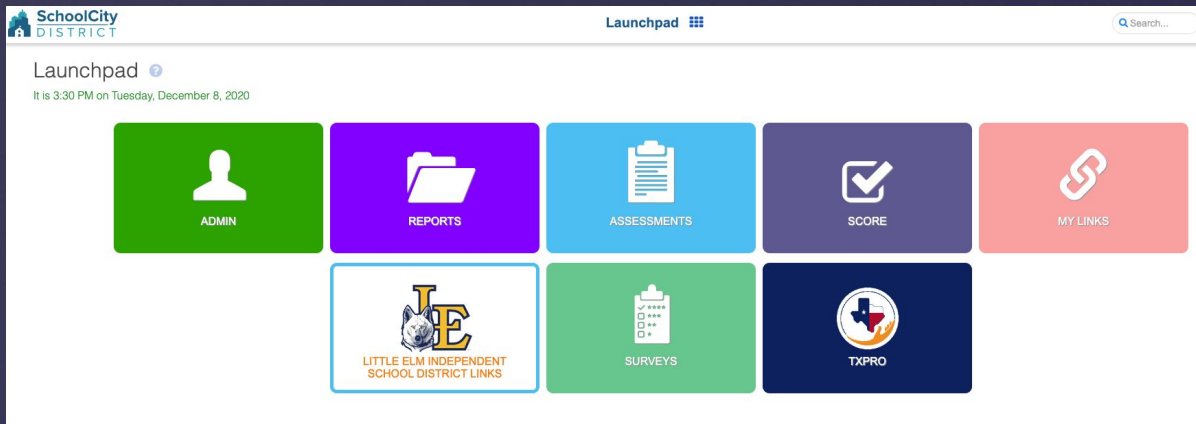 SchoolCity
DISTRICT
Launchpad
Search...
Launchpad ?
It is 3:30 PM on Tuesday, December 8, 2020
ADMIN
REPORTS
ASSESSMENTS
SCORE
MY LINKS
LE
LITTLE ELM INDEPENDENT
SCHOOL DISTRICT LINKS
SURVEYS
TXPRO